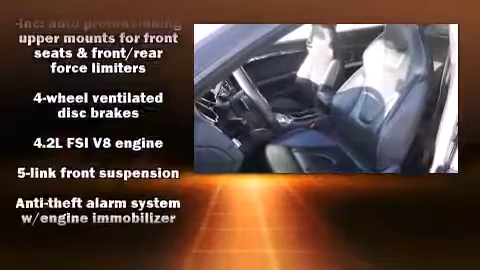 -inc: auto pretensioning
upper mounts for front
seats & front/rear
force limiters
4-wheel ventilated
disc brakes
4.2L FSI V8 engine
5-link front suspension
Anti-theft alarm system
w/engine immobilizer